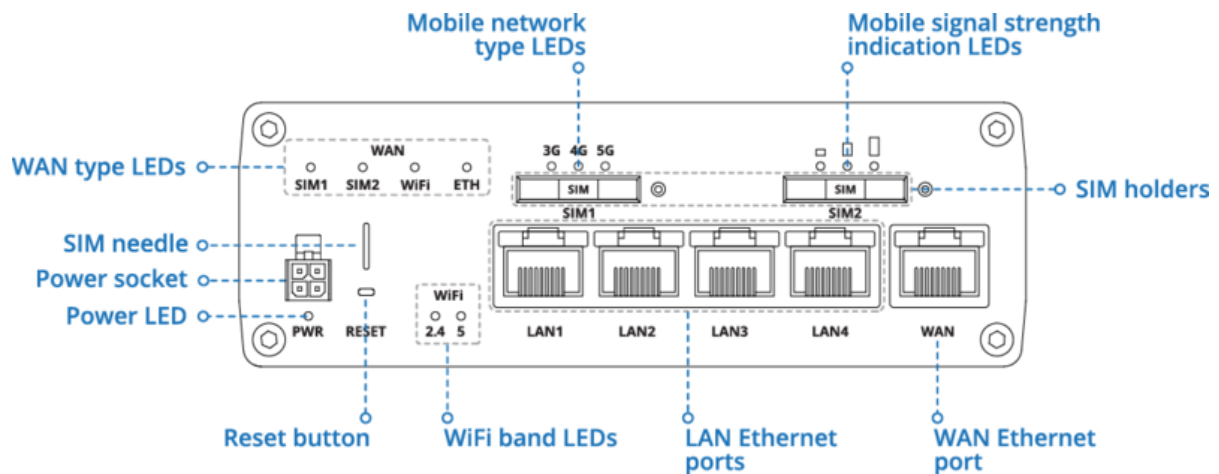 Mobile network
type LEDs
Mobile signal strength
indication LEDs
WAN type LEDs
WAN
SIM1 SIM2 WiFi ETH
3G 4G 5G
SIM
SIM
SIM holders
SIM1
SIM2
SIM needle
Power socket
Power LED
PWR
RESET
WiFi
2.4 5
LAN1 LAN2 LAN3 LAN4 WAN
Reset button
WiFi band LEDs
LAN Ethernet
ports
WAN Ethernet
port